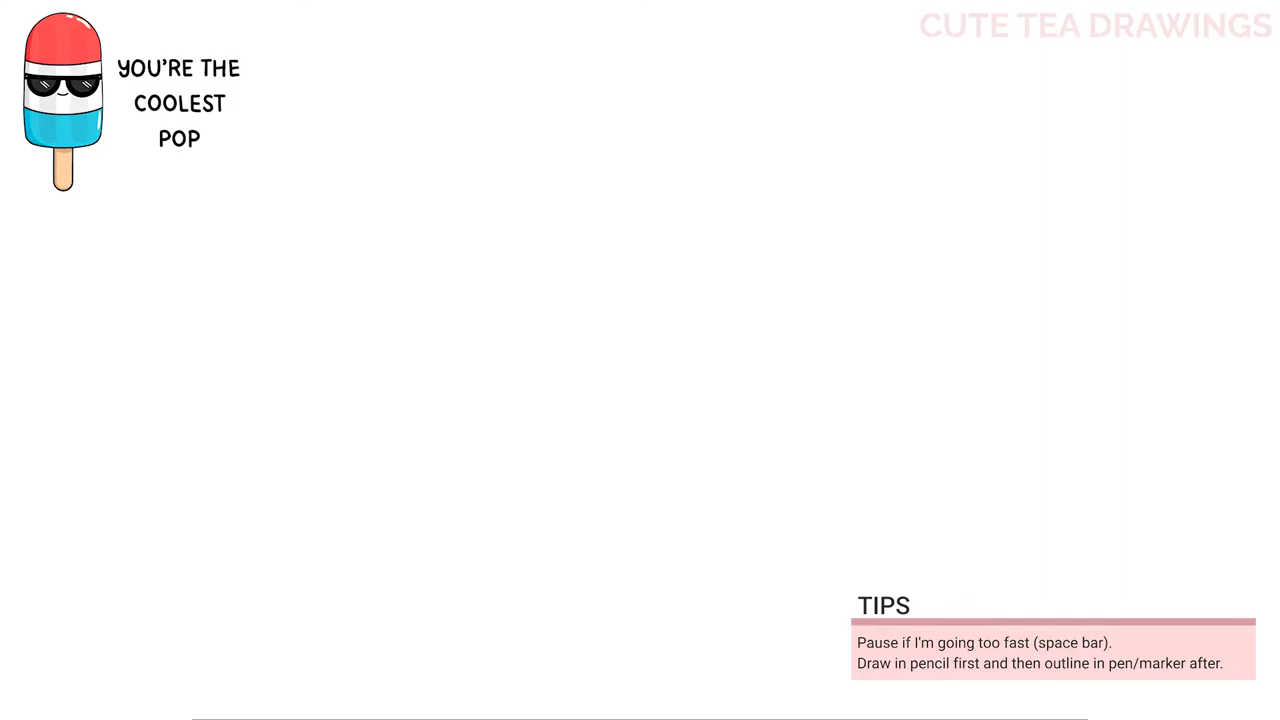 CUTE TEA DRAWINGS
YOU'RE THE
COOLEST
POP
TIPS
Pause if I'm going too fast (space bar).
Draw in pencil first and then outline in pen/marker after.